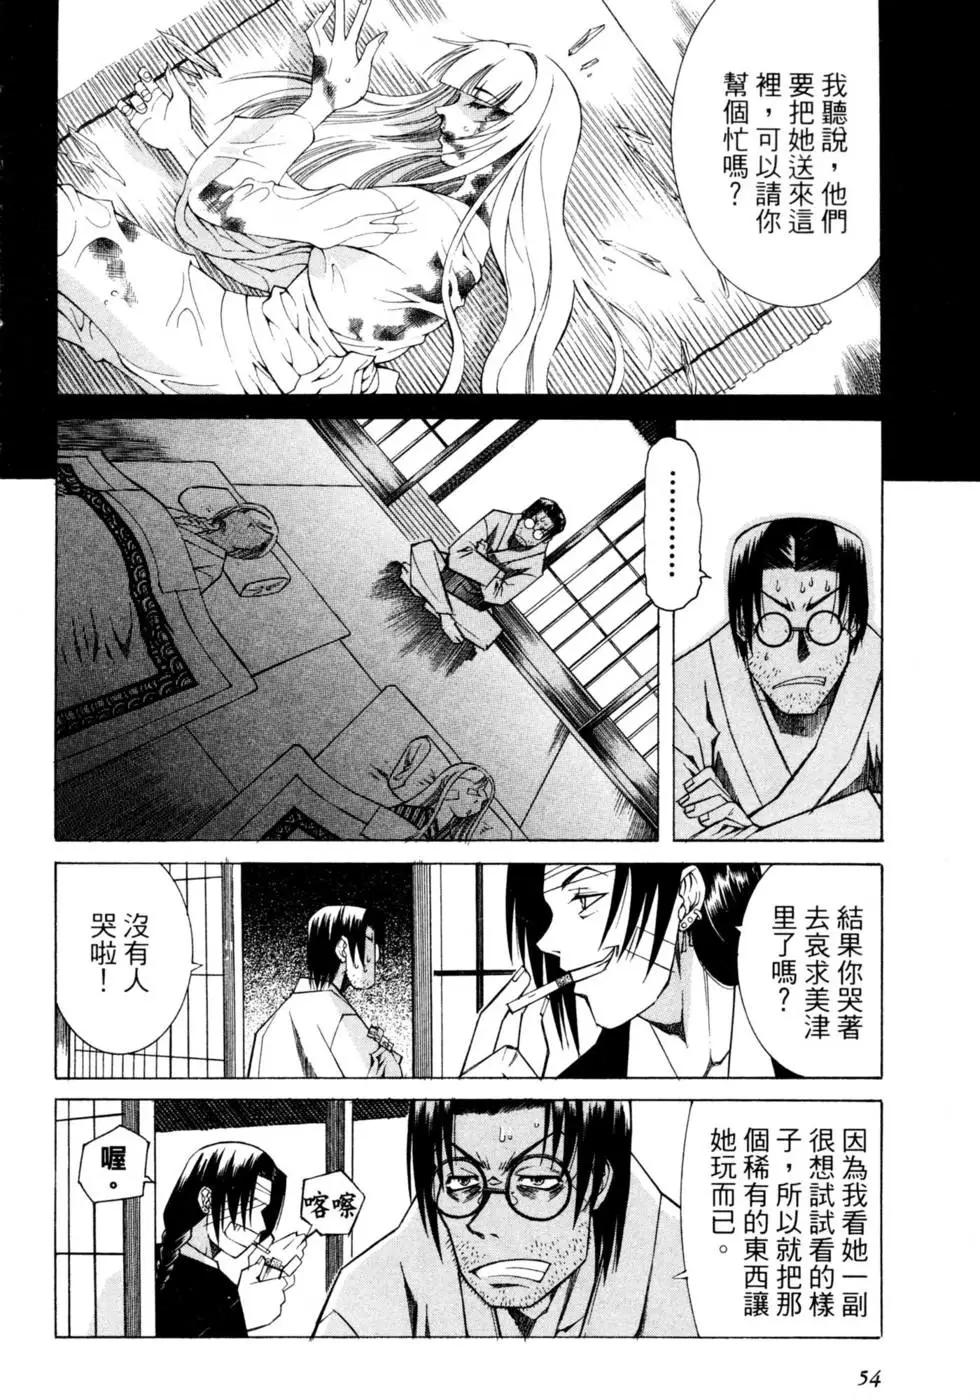 我聽說，他們
要把她送來這
裡，可以請你
幫個忙嗎？
…………
結果你哭著
去哀求美津
里了嗎？
沒有人
哭啦！
因為我看她一副
很想試試看的樣
子，所以就把那
個稀有的東西讓
她玩而已。
喀嚓
喔。
54